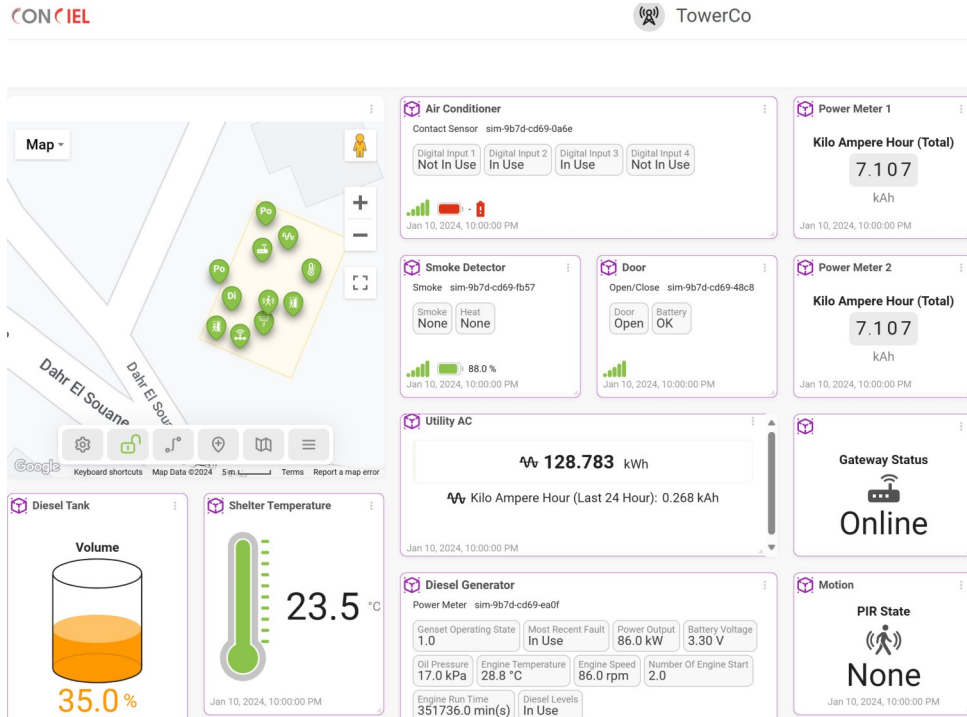 CONCIEL
TowerCo
Map
Po
Po
Di
Dahr El Souane
Dahr El Sou
Google
Keyboard shortcuts Map Data ©2024 5 m Terms Report a map error
Air Conditioner
Contact Sensor sim-9b7d-cd69-0a6e
Digital Input 1 Digital Input 2 Digital Input 3 Digital Input 4
Not In Use In Use In Use Not In Use
-
Jan 10, 2024, 10:00:00 PM
Power Meter 1
Kilo Ampere Hour (Total)
7.107
kAh
Jan 10, 2024, 10:00:00 PM
Smoke Detector
Smoke sim-9b7d-cd69-fb57
Smoke Heat
None None
88.0 %
Jan 10, 2024, 10:00:00 PM
Door
Open/Close sim-9b7d-cd69-48c8
Door Battery
Open OK
Jan 10, 2024, 10:00:00 PM
Power Meter 2
Kilo Ampere Hour (Total)
7.107
kAh
Jan 10, 2024, 10:00:00 PM
Utility AC
128.783 kWh
Kilo Ampere Hour (Last 24 Hour): 0.268 kAh
Jan 10, 2024, 10:00:00 PM
Gateway Status
Online
Diesel Tank
Volume
35.0 %
Shelter Temperature
23.5 °C
Jan 10, 2024, 10:00:00 PM
Diesel Generator
Power Meter sim-9b7d-cd69-ea0f
Genset Operating State Most Recent Fault Power Output Battery Voltage
1.0 In Use 86.0 kW 3.30 V
Oil Pressure Engine Temperature Engine Speed Number Of Engine Start
17.0 kPa 28.8 °C 86.0 rpm 2.0
Engine Run Time Diesel Levels
351736.0 min(s) In Use
Motion
PIR State
None
Jan 10, 2024, 10:00:00 PM